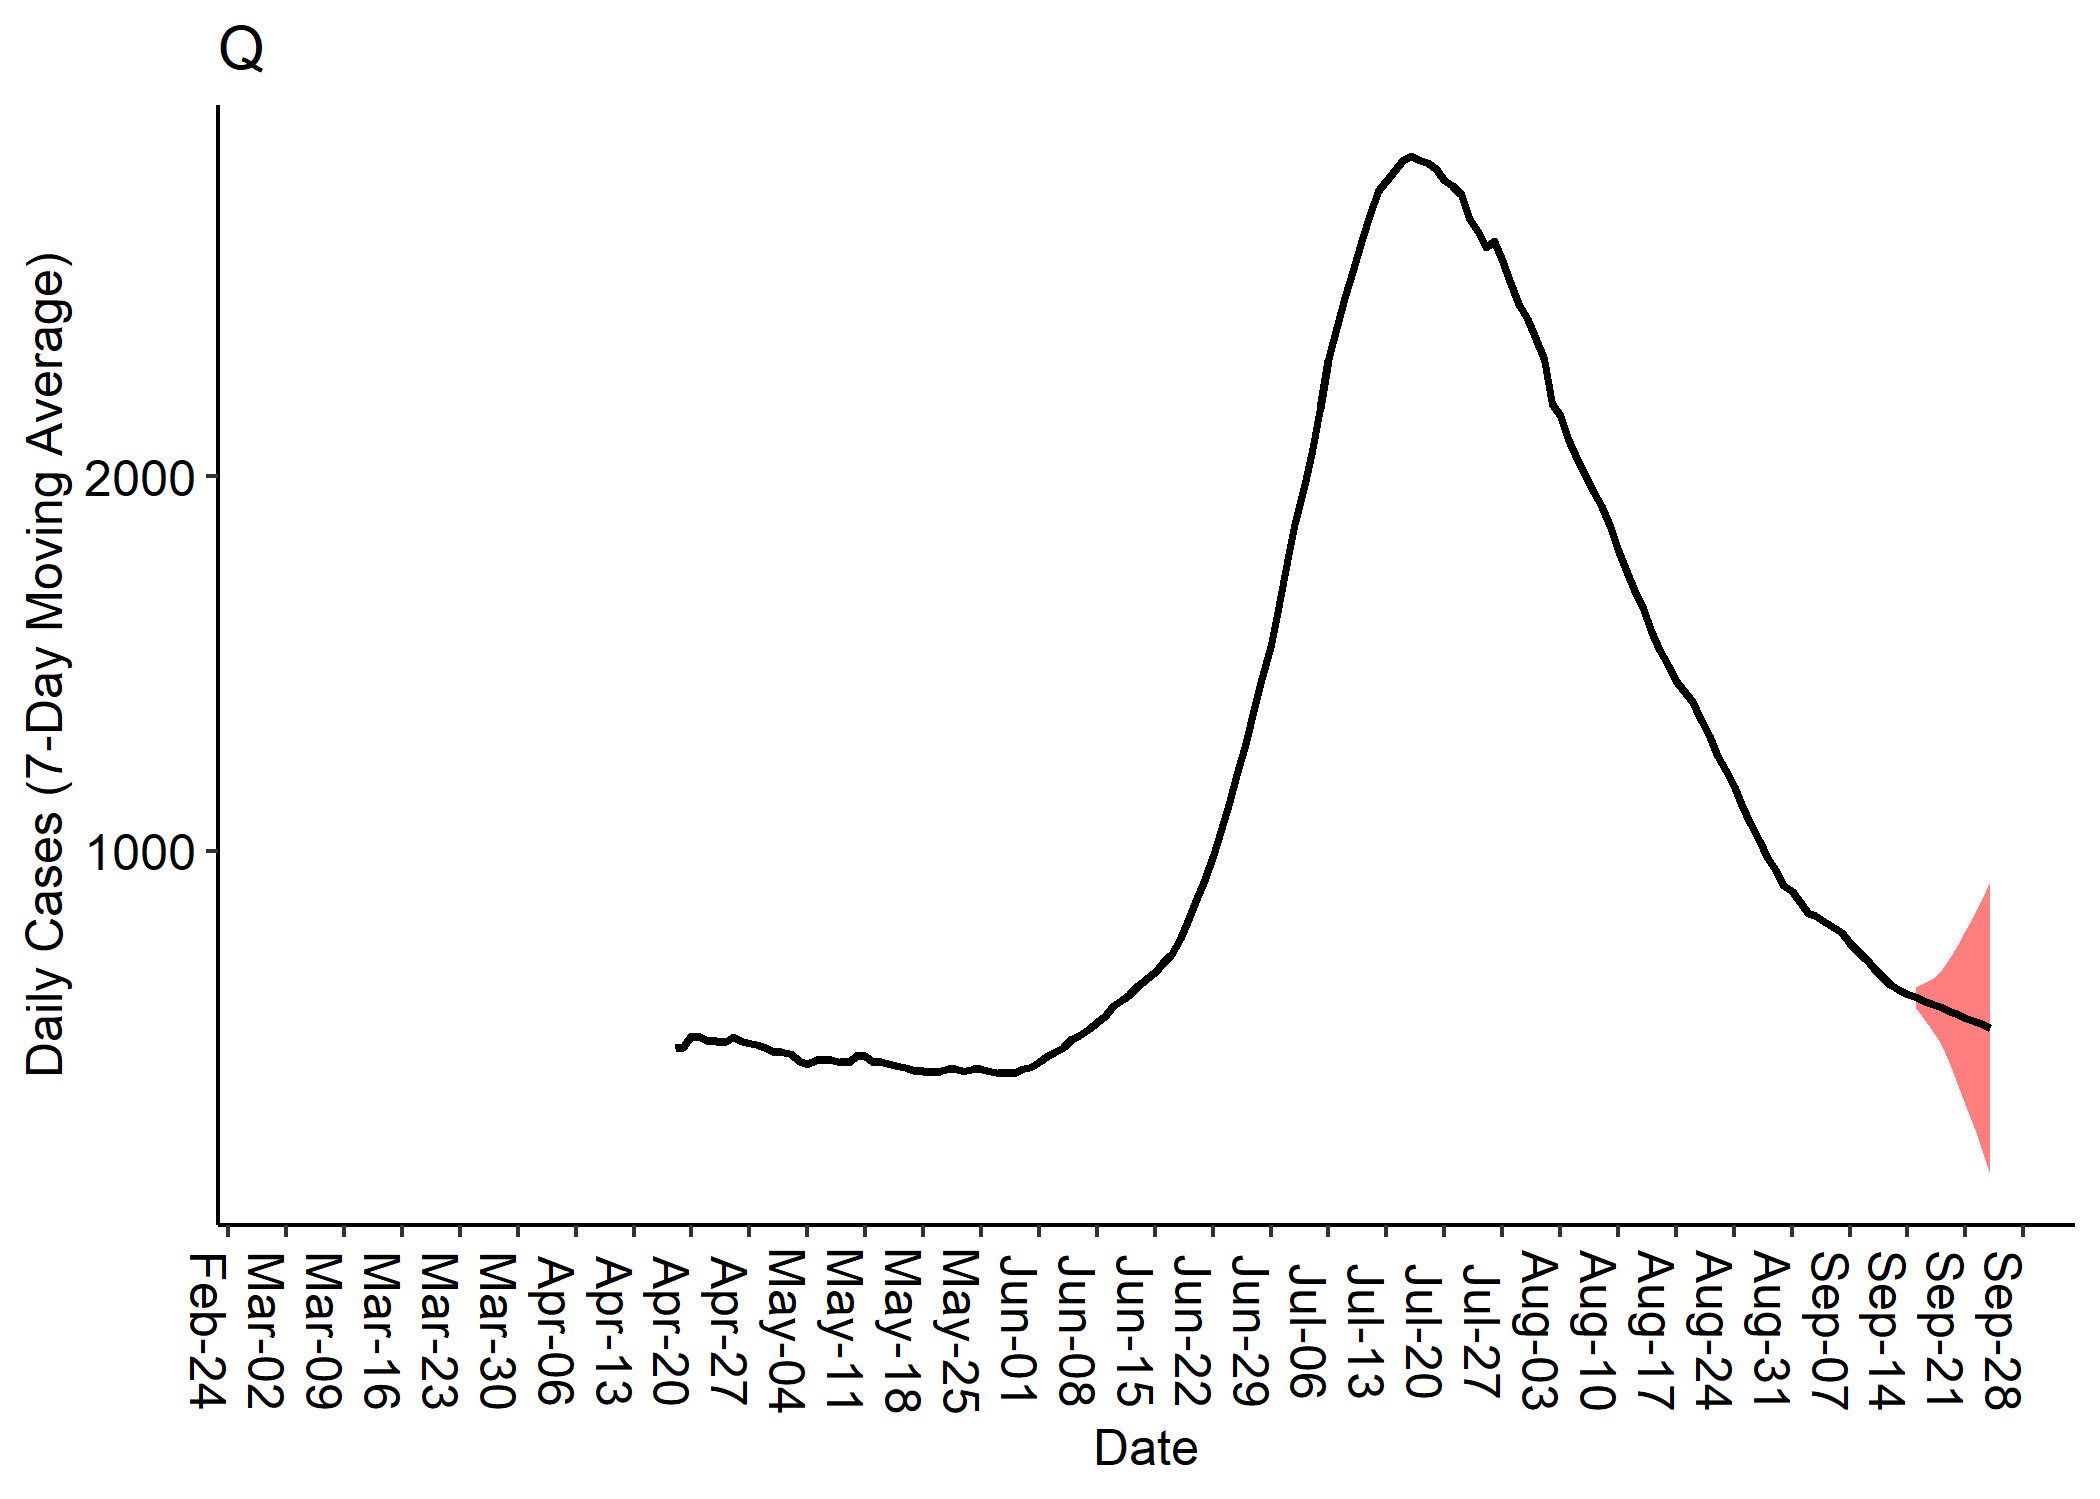 Q
Daily Cases (7-Day Moving Average)
2000
1000
Feb-24
Mar-02
Mar-09
Mar-16
Mar-23
Mar-30
Apr-06
Apr-13
Apr-20
Apr-27
May-04
May-11
May-18
May-25
Jun-01
Jun-08
Jun-15
Jun-22
Jun-29
Jul-06
Jul-13
Jul-20
Jul-27
Aug-03
Aug-10
Aug-17
Aug-24
Aug-31
Sep-07
Sep-14
Sep-21
Sep-28
Date